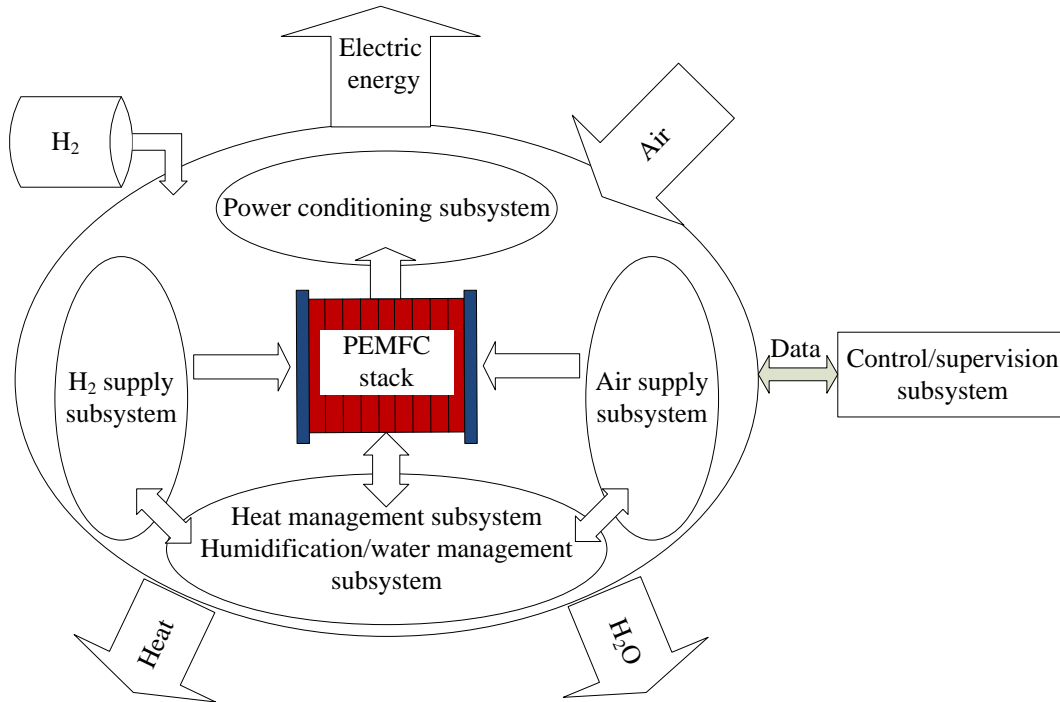 Electric
energy
H₂
Air
Power conditioning subsystem
PEMFC
stack
H₂ supply
subsystem
Air supply
subsystem
Data
Control/supervision
subsystem
Heat management subsystem
Humidification/water management
subsystem
Heat
H₂O